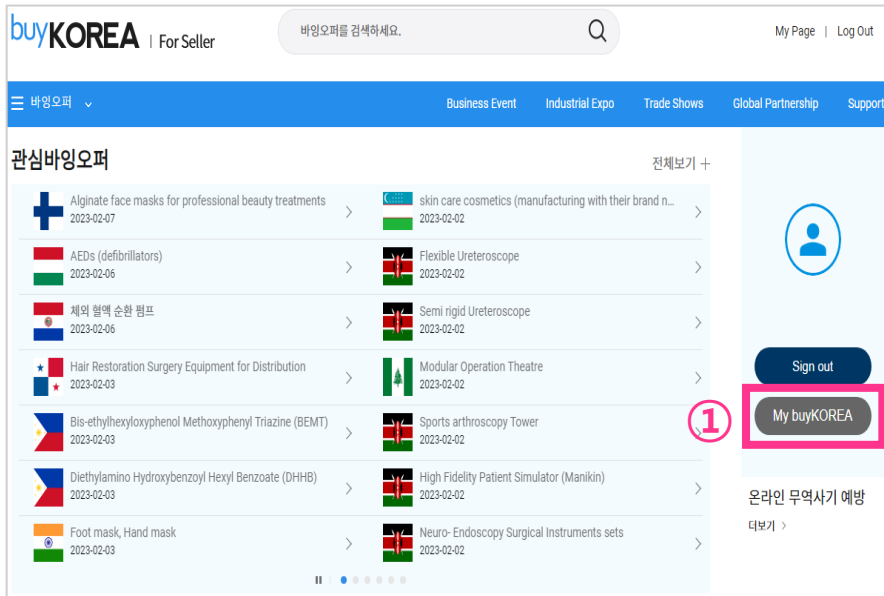 buyKOREA | For Seller
바잉오퍼를 검색하세요.
My Page | Log Out
바잉오퍼
Business Event
Industrial Expo
Trade Shows
Global Partnership
Support
관심바잉오퍼
전체보기 +
Alginate face masks for professional beauty treatments
2023-02-07
skin care cosmetics (manufacturing with their brand n...
2023-02-02
AEDs (defibrillators)
2023-02-06
Flexible Ureteroscope
2023-02-02
체외 혈액 순환 펌프
2023-02-06
Semi rigid Ureteroscope
2023-02-02
Hair Restoration Surgery Equipment for Distribution
2023-02-03
Modular Operation Theatre
2023-02-02
Bis-ethylhexyloxyphenol Methoxyphenyl Triazine (BEMT)
2023-02-03
Sports arthroscopy Tower
2023-02-02
Diethylamino Hydroxybenzoyl Hexyl Benzoate (DHHB)
2023-02-03
High Fidelity Patient Simulator (Manikin)
2023-02-02
Foot mask, Hand mask
2023-02-03
Neuro- Endoscopy Surgical Instruments sets
2023-02-02
Sign out
① My buyKOREA
온라인 무역사기 예방
더보기 >